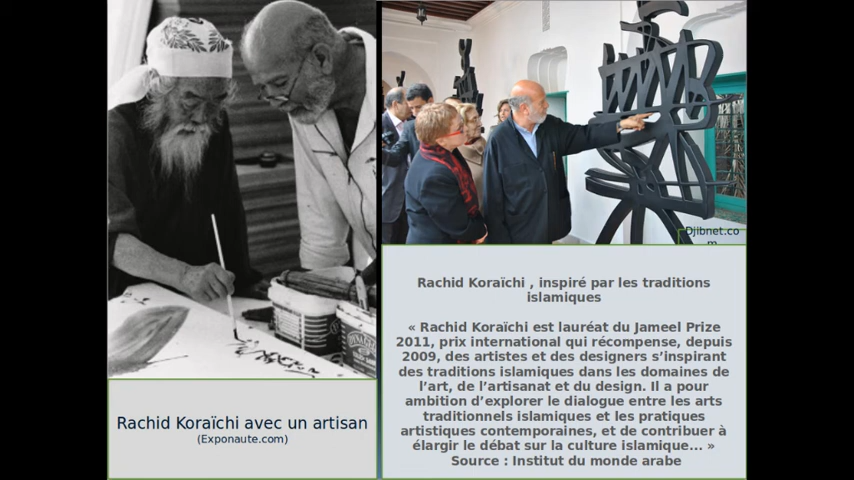 Djibnet.co
m
Rachid Koraïchi , inspiré par les traditions
islamiques
« Rachid Koraïchi est lauréat du Jameel Prize
2011, prix international qui récompense, depuis
2009, des artistes et des designers s’inspirant
des traditions islamiques dans les domaines de
l’art, de l’artisanat et du design. Il a pour
ambition d’explorer le dialogue entre les arts
traditionnels islamiques et les pratiques
artistiques contemporaines, et de contribuer à
élargir le débat sur la culture islamique... »
Source : Institut du monde arabe
Rachid Koraïchi avec un artisan
(Exponaute.com)